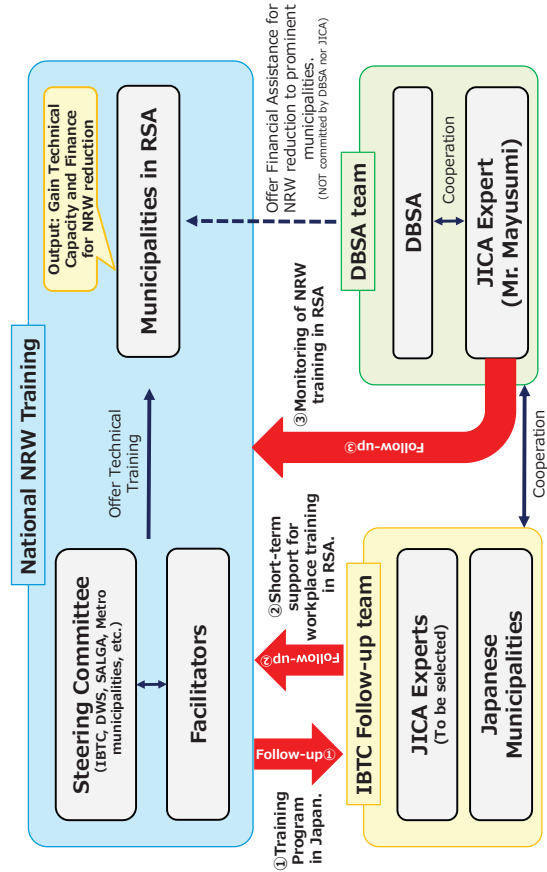 National NRW Training
Steering Committee
(IBTC, DWS, SALGA, Metro
municipalities, etc.)
Facilitators
Offer Technical
Training
Output: Gain Technical
Capacity and Finance
for NRW reduction
Municipalities in RSA
①Training
Program
in Japan.
Follow-up①
②Short-term
support for
workplace training
in RSA.
Follow-up②
③Monitoring of NRW
training in RSA
Follow-up③
Offer Financial Assistance for
NRW reduction to prominent
municipalities.
(NOT committed by DBSA nor JICA)
IBTC Follow-up team
JICA Experts
(To be selected)
Japanese
Municipalities
Cooperation
DBSA team
DBSA
Cooperation
JICA Expert
(Mr. Mayusumi)